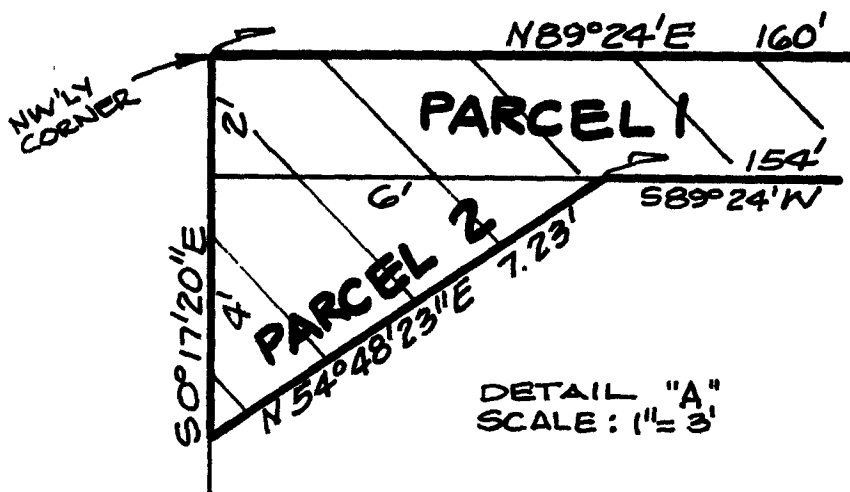 N89°24'E 160'
NW'LY
CORNER
PARCEL 1
2'
154'
S89°24'W
6'
PARCEL 2
7.23'
4'
S0°17'20"E
N54°48'23"E
DETAIL "A"
SCALE: 1"=3'